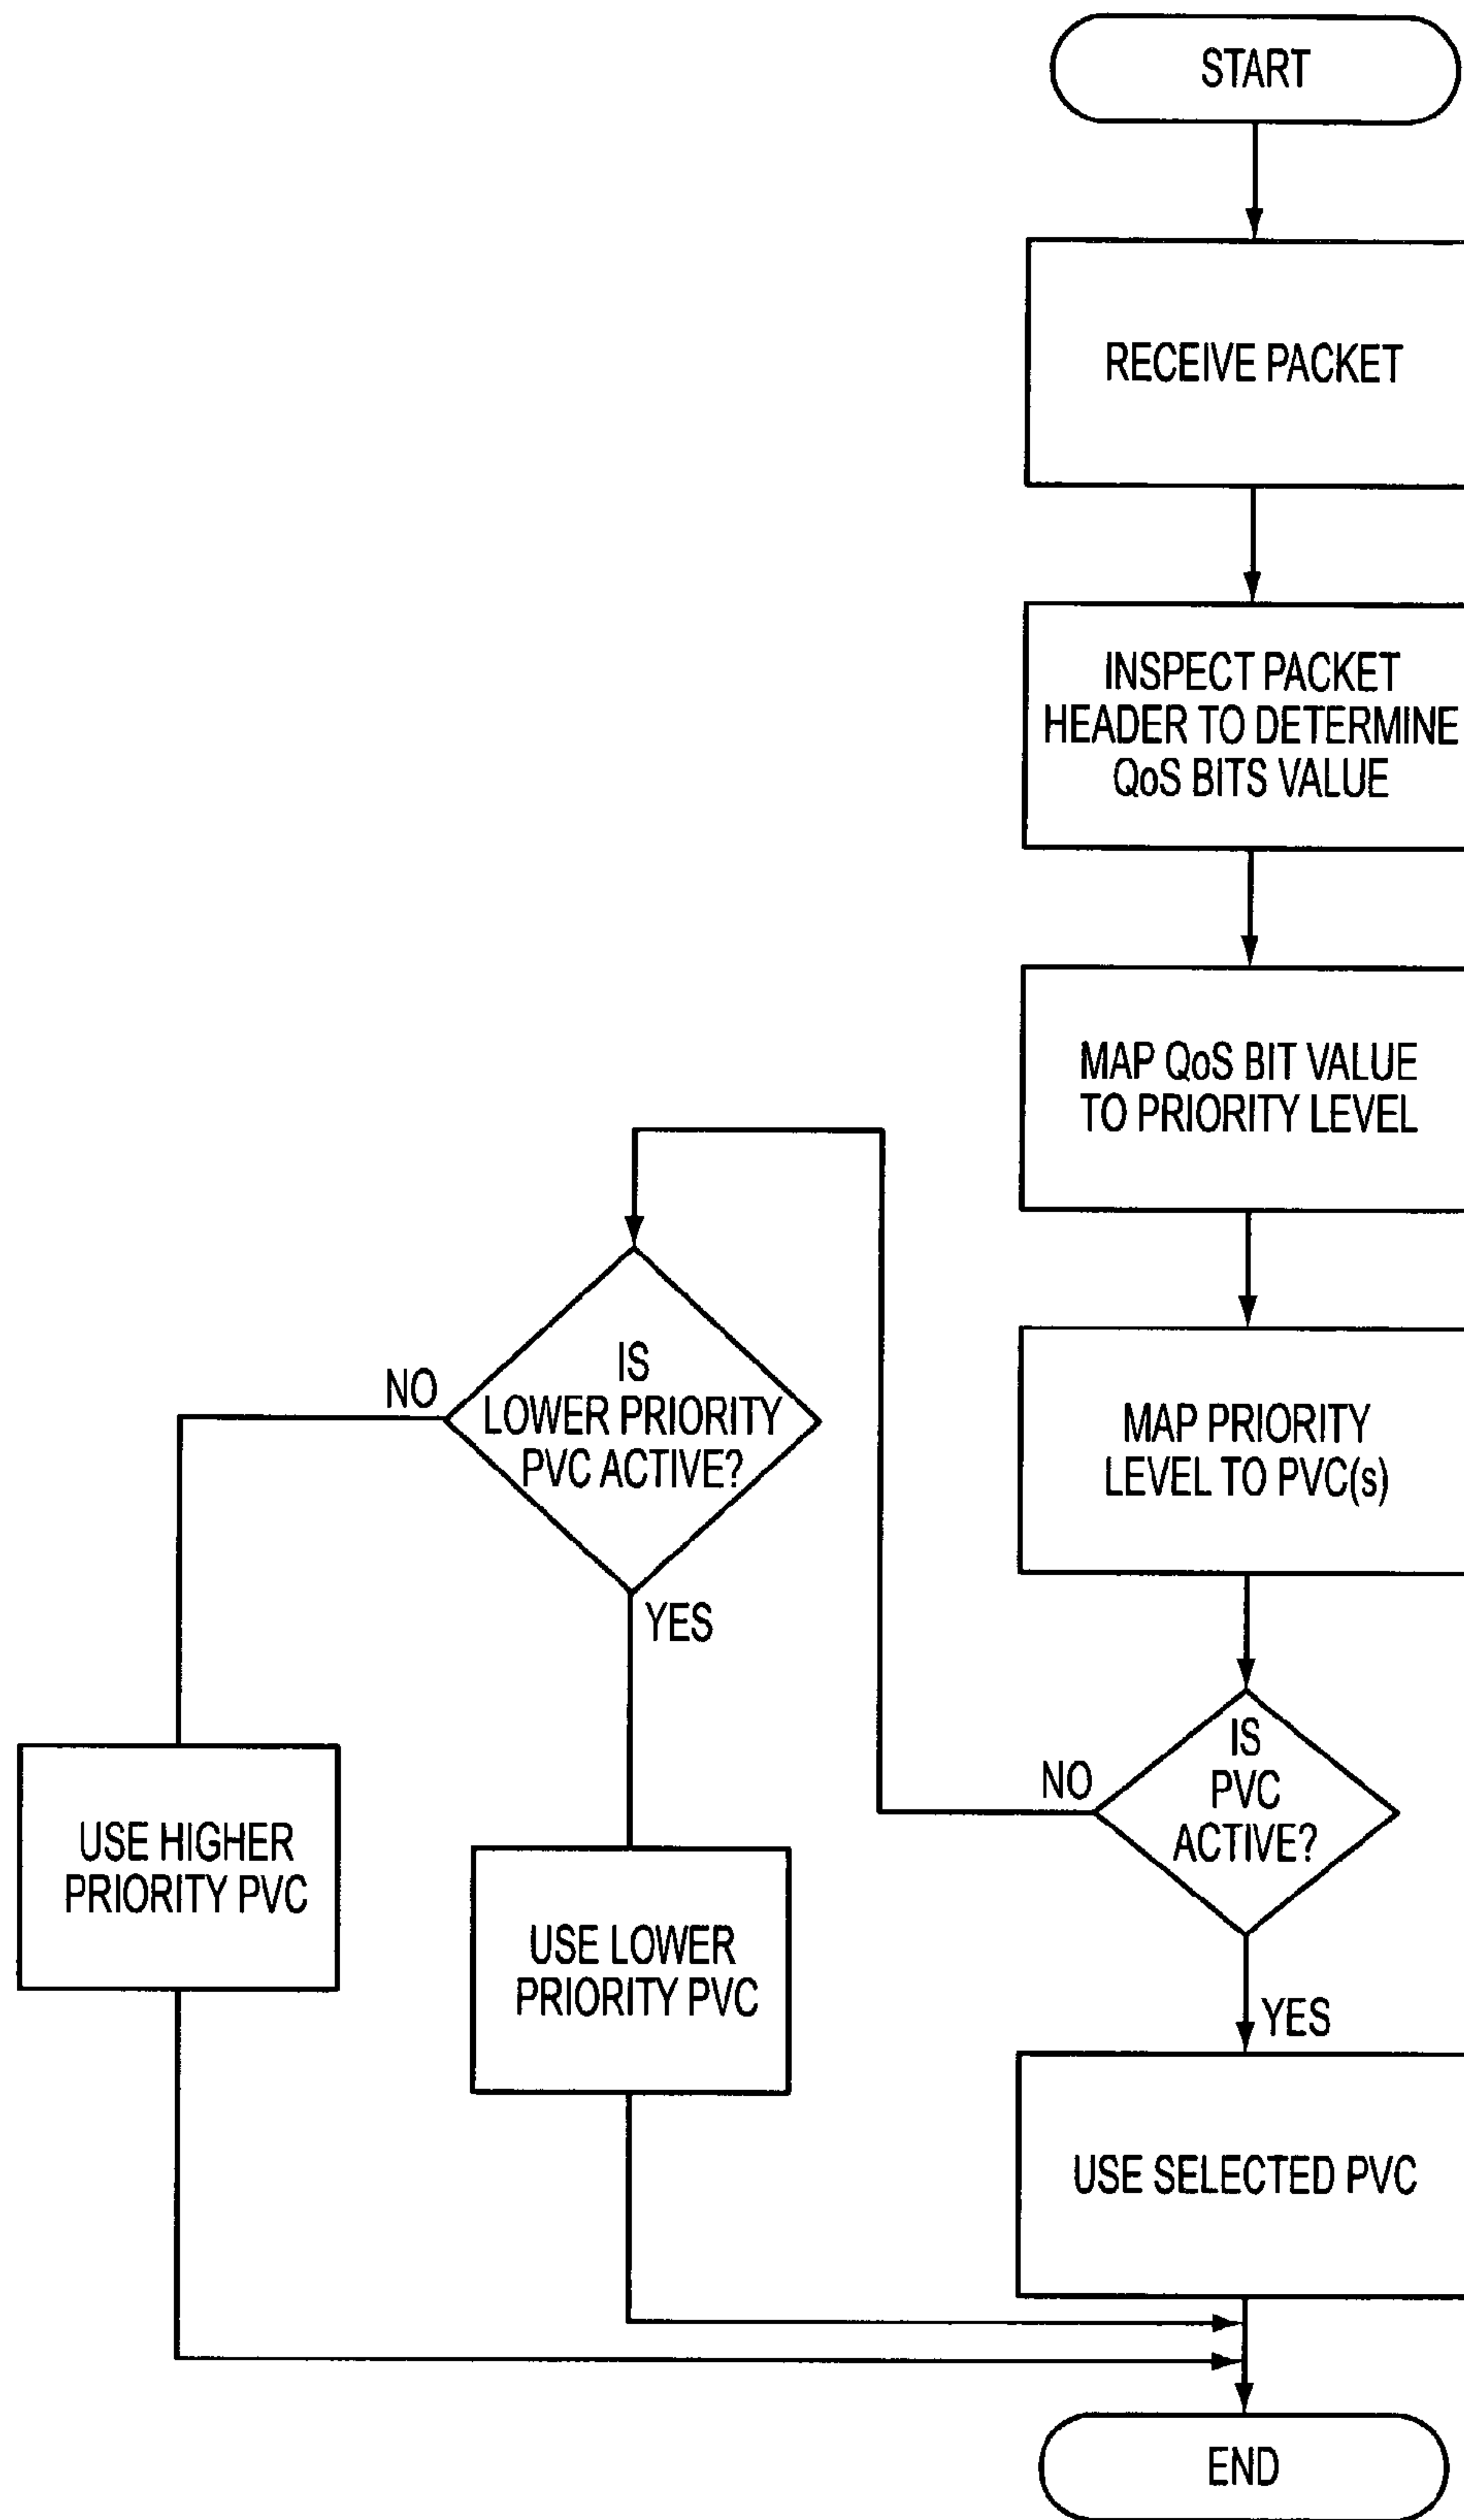 START
RECEIVE PACKET
INSPECT PACKET
HEADER TO DETERMINE
QoS BITS VALUE
MAP QoS BIT VALUE
TO PRIORITY LEVEL
MAP PRIORITY
LEVEL TO PVC(s)
IS
PVC
ACTIVE?
NO
YES
IS
LOWER PRIORITY
PVC ACTIVE?
NO
YES
USE HIGHER
PRIORITY PVC
USE LOWER
PRIORITY PVC
USE SELECTED PVC
END